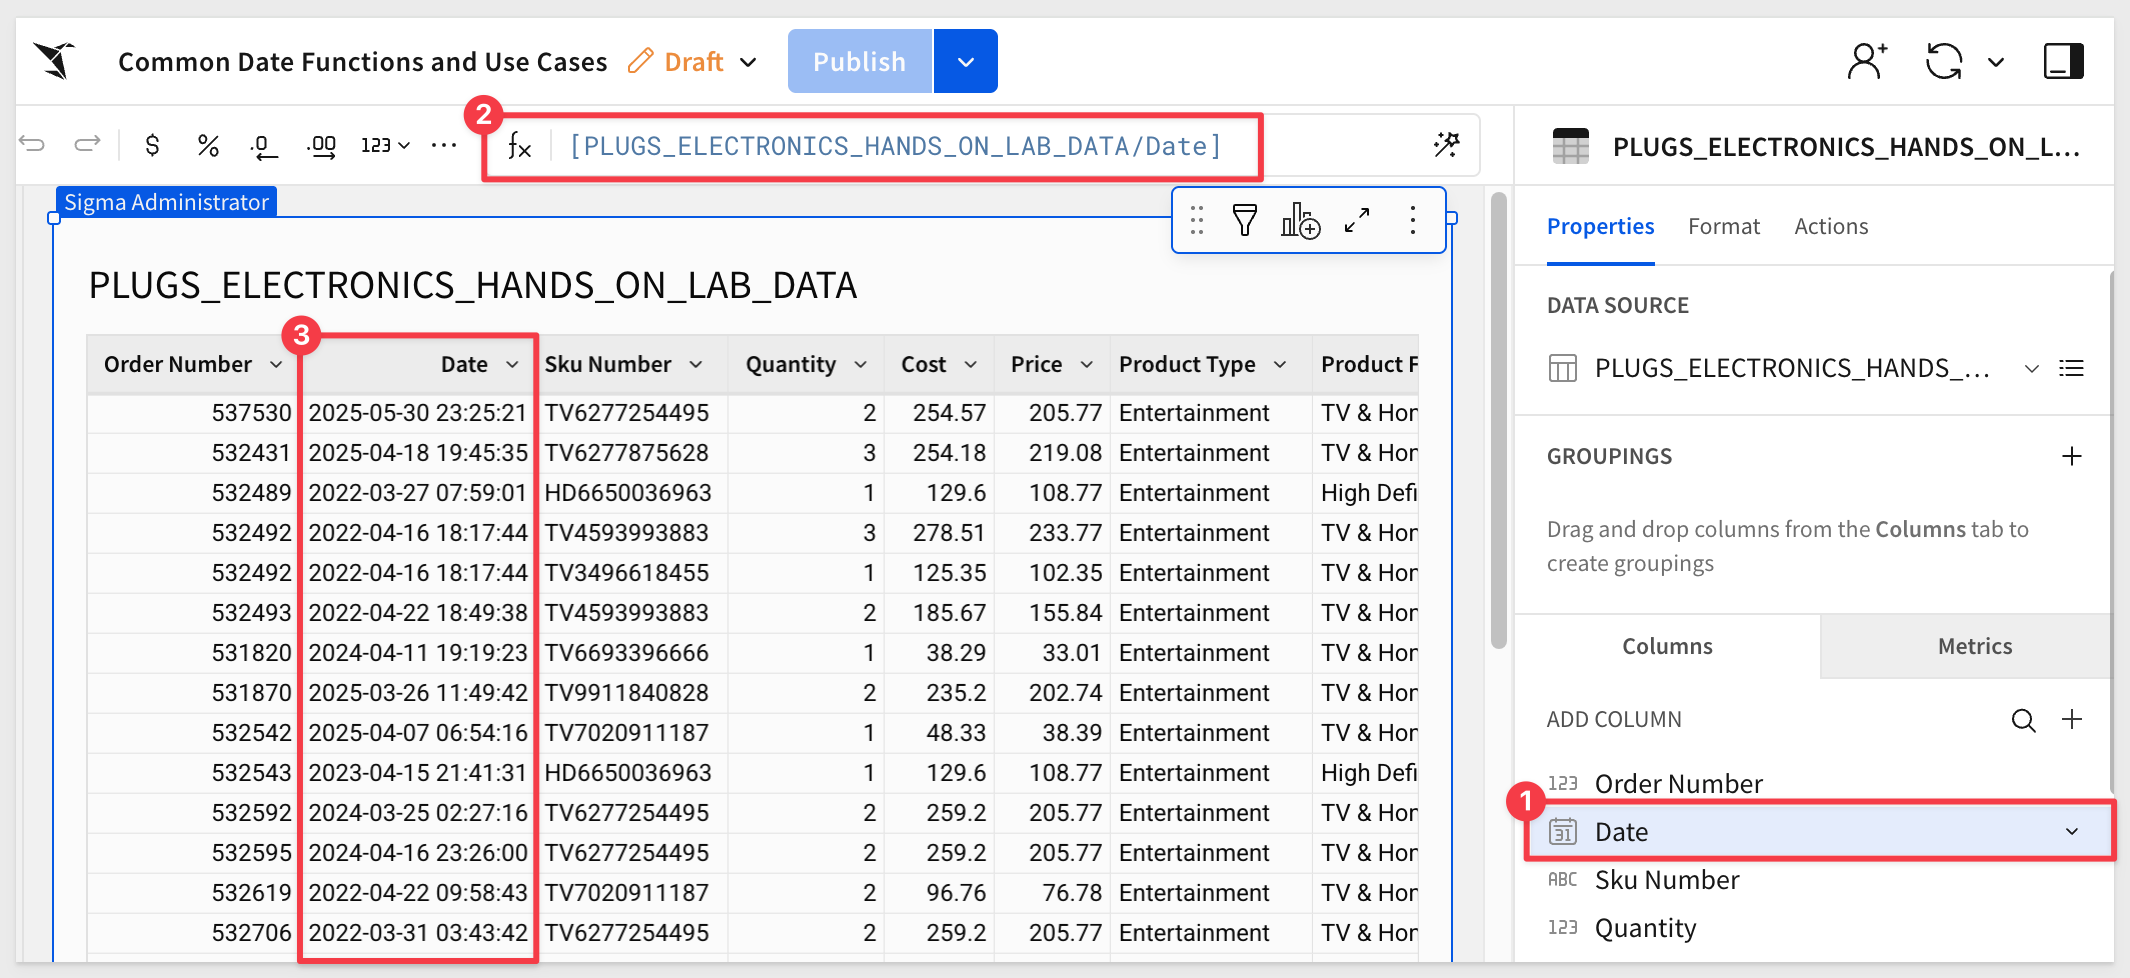 Common Date Functions and Use Cases Draft Publish
2
$ % .0 .00 123 ... fx [PLUGS_ELECTRONICS_HANDS_ON_LAB_DATA/Date]
PLUGS_ELECTRONICS_HANDS_ON_L...
Sigma Administrator
Properties Format Actions
PLUGS_ELECTRONICS_HANDS_ON_LAB_DATA
DATA SOURCE
PLUGS_ELECTRONICS_HANDS_...
3
Order Number Date Sku Number Quantity Cost Price Product Type Product F
537530 2025-05-30 23:25:21 TV6277254495 2 254.57 205.77 Entertainment TV & Hor
532431 2025-04-18 19:45:35 TV6277875628 3 254.18 219.08 Entertainment TV & Hor
532489 2022-03-27 07:59:01 HD6650036963 1 129.6 108.77 Entertainment High Defi
532492 2022-04-16 18:17:44 TV4593993883 3 278.51 233.77 Entertainment TV & Hor
532492 2022-04-16 18:17:44 TV3496618455 1 125.35 102.35 Entertainment TV & Hor
532493 2022-04-22 18:49:38 TV4593993883 2 185.67 155.84 Entertainment TV & Hor
531820 2024-04-11 19:19:23 TV6693396666 1 38.29 33.01 Entertainment TV & Hor
531870 2025-03-26 11:49:42 TV9911840828 2 235.2 202.74 Entertainment TV & Hor
532542 2025-04-07 06:54:16 TV7020911187 1 48.33 38.39 Entertainment TV & Hor
532543 2023-04-15 21:41:31 HD6650036963 1 129.6 108.77 Entertainment High Defi
532592 2024-03-25 02:27:16 TV6277254495 2 259.2 205.77 Entertainment TV & Hor
532595 2024-04-16 23:26:00 TV6277254495 2 259.2 205.77 Entertainment TV & Hor
532619 2022-04-22 09:58:43 TV7020911187 2 96.76 76.78 Entertainment TV & Hor
532706 2022-03-31 03:43:42 TV6277254495 2 259.2 205.77 Entertainment TV & Hor
GROUPINGS
Drag and drop columns from the Columns tab to
create groupings
Columns Metrics
ADD COLUMN
123 Order Number
1
31 Date
ABC Sku Number
123 Quantity